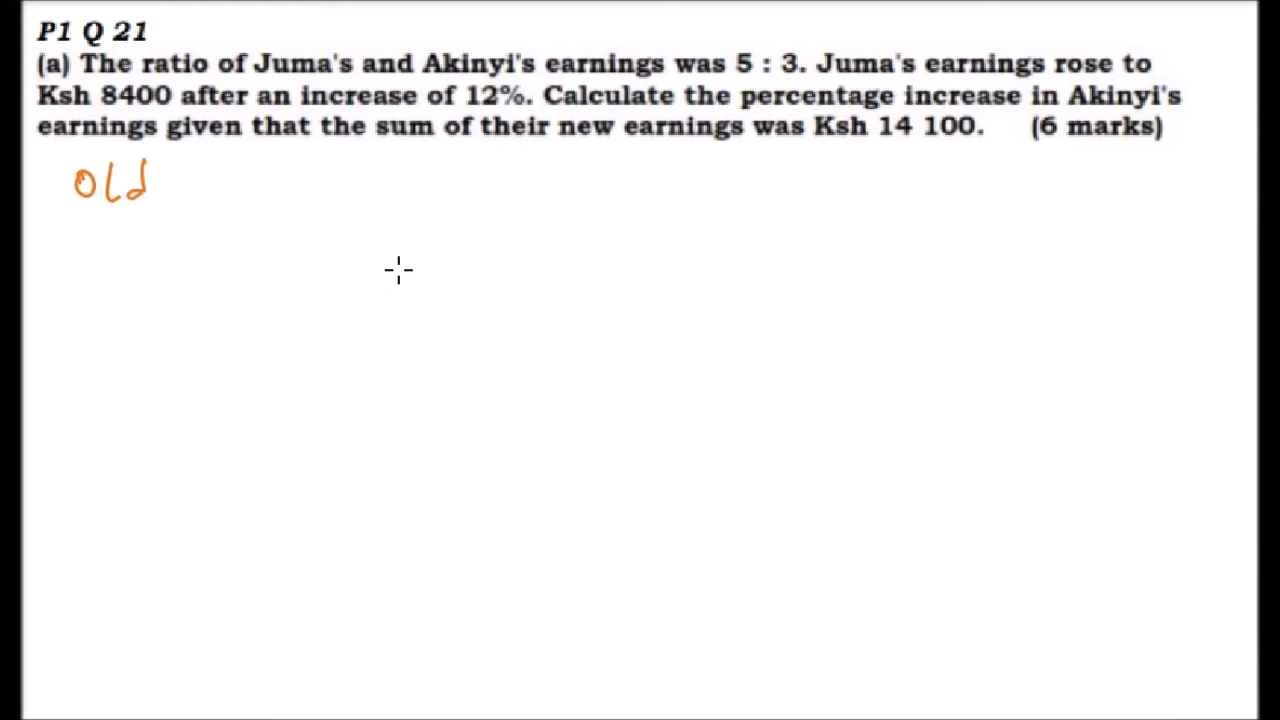 P1 Q 21
(a) The ratio of Juma's and Akinyi's earnings was 5 : 3. Juma's earnings rose to
Ksh 8400 after an increase of 12%. Calculate the percentage increase in Akinyi's
earnings given that the sum of their new earnings was Ksh 14 100. (6 marks)
Old